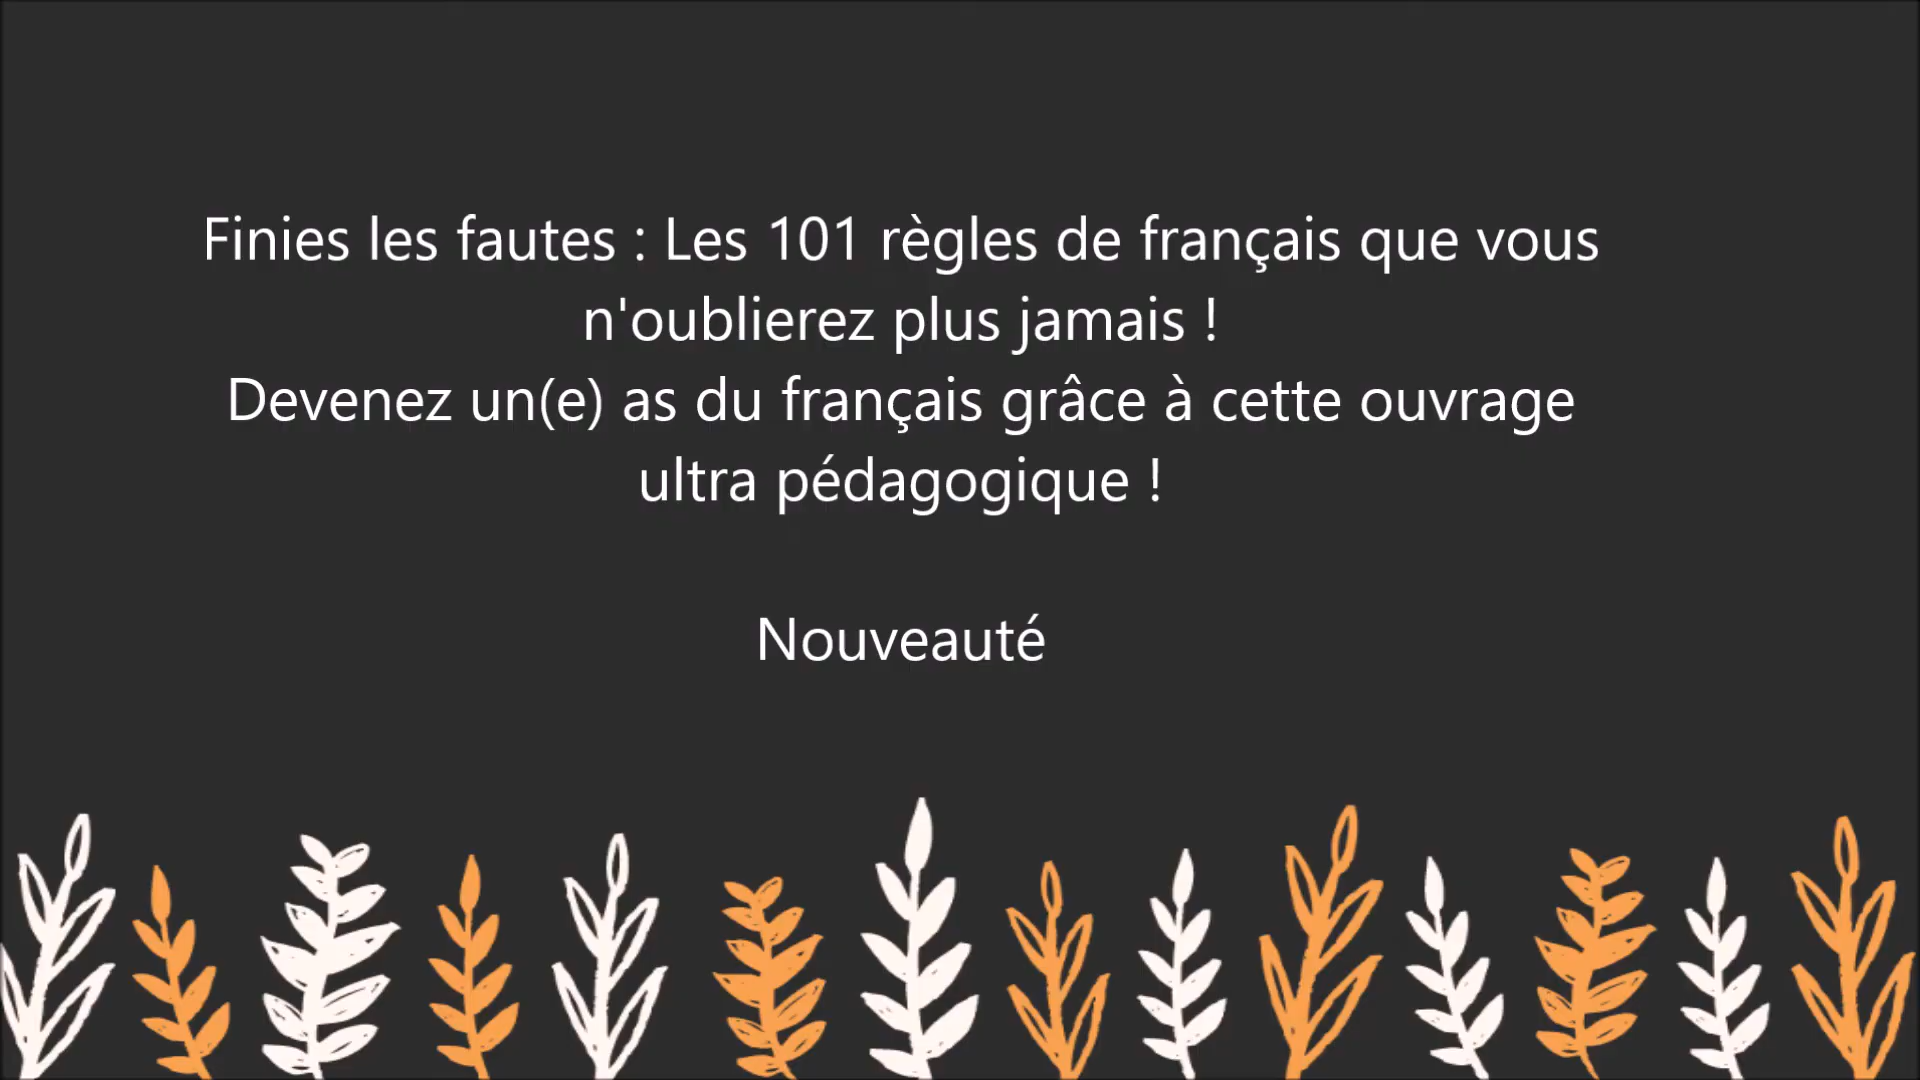 Finies les fautes : Les 101 règles de français que vous
n'oublierez plus jamais !
Devenez un(e) as du français grâce à cette ouvrage
ultra pédagogique !
Nouveauté